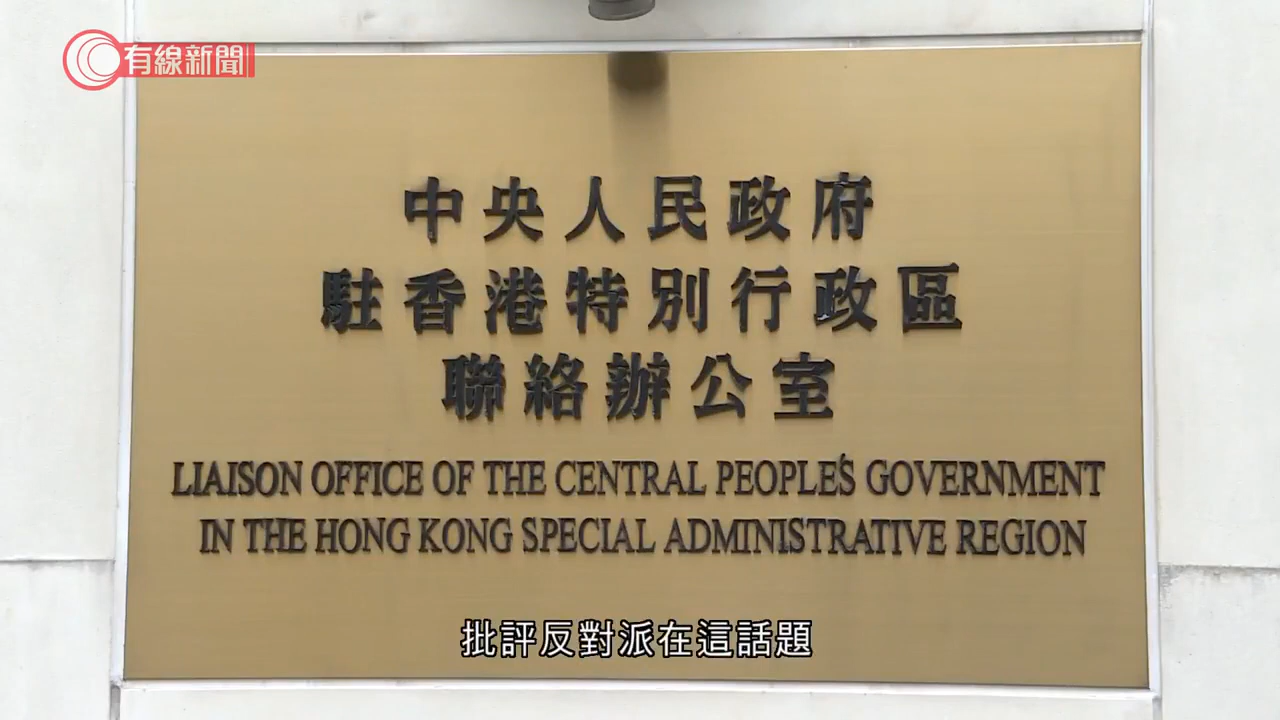 有線新聞
中央人民政府
駐香港特別行政區
聯絡辦公室
LIAISON OFFICE OF THE CENTRAL PEOPLE'S GOVERNMENT
IN THE HONG KONG SPECIAL ADMINISTRATIVE REGION
批評反對派在這話題